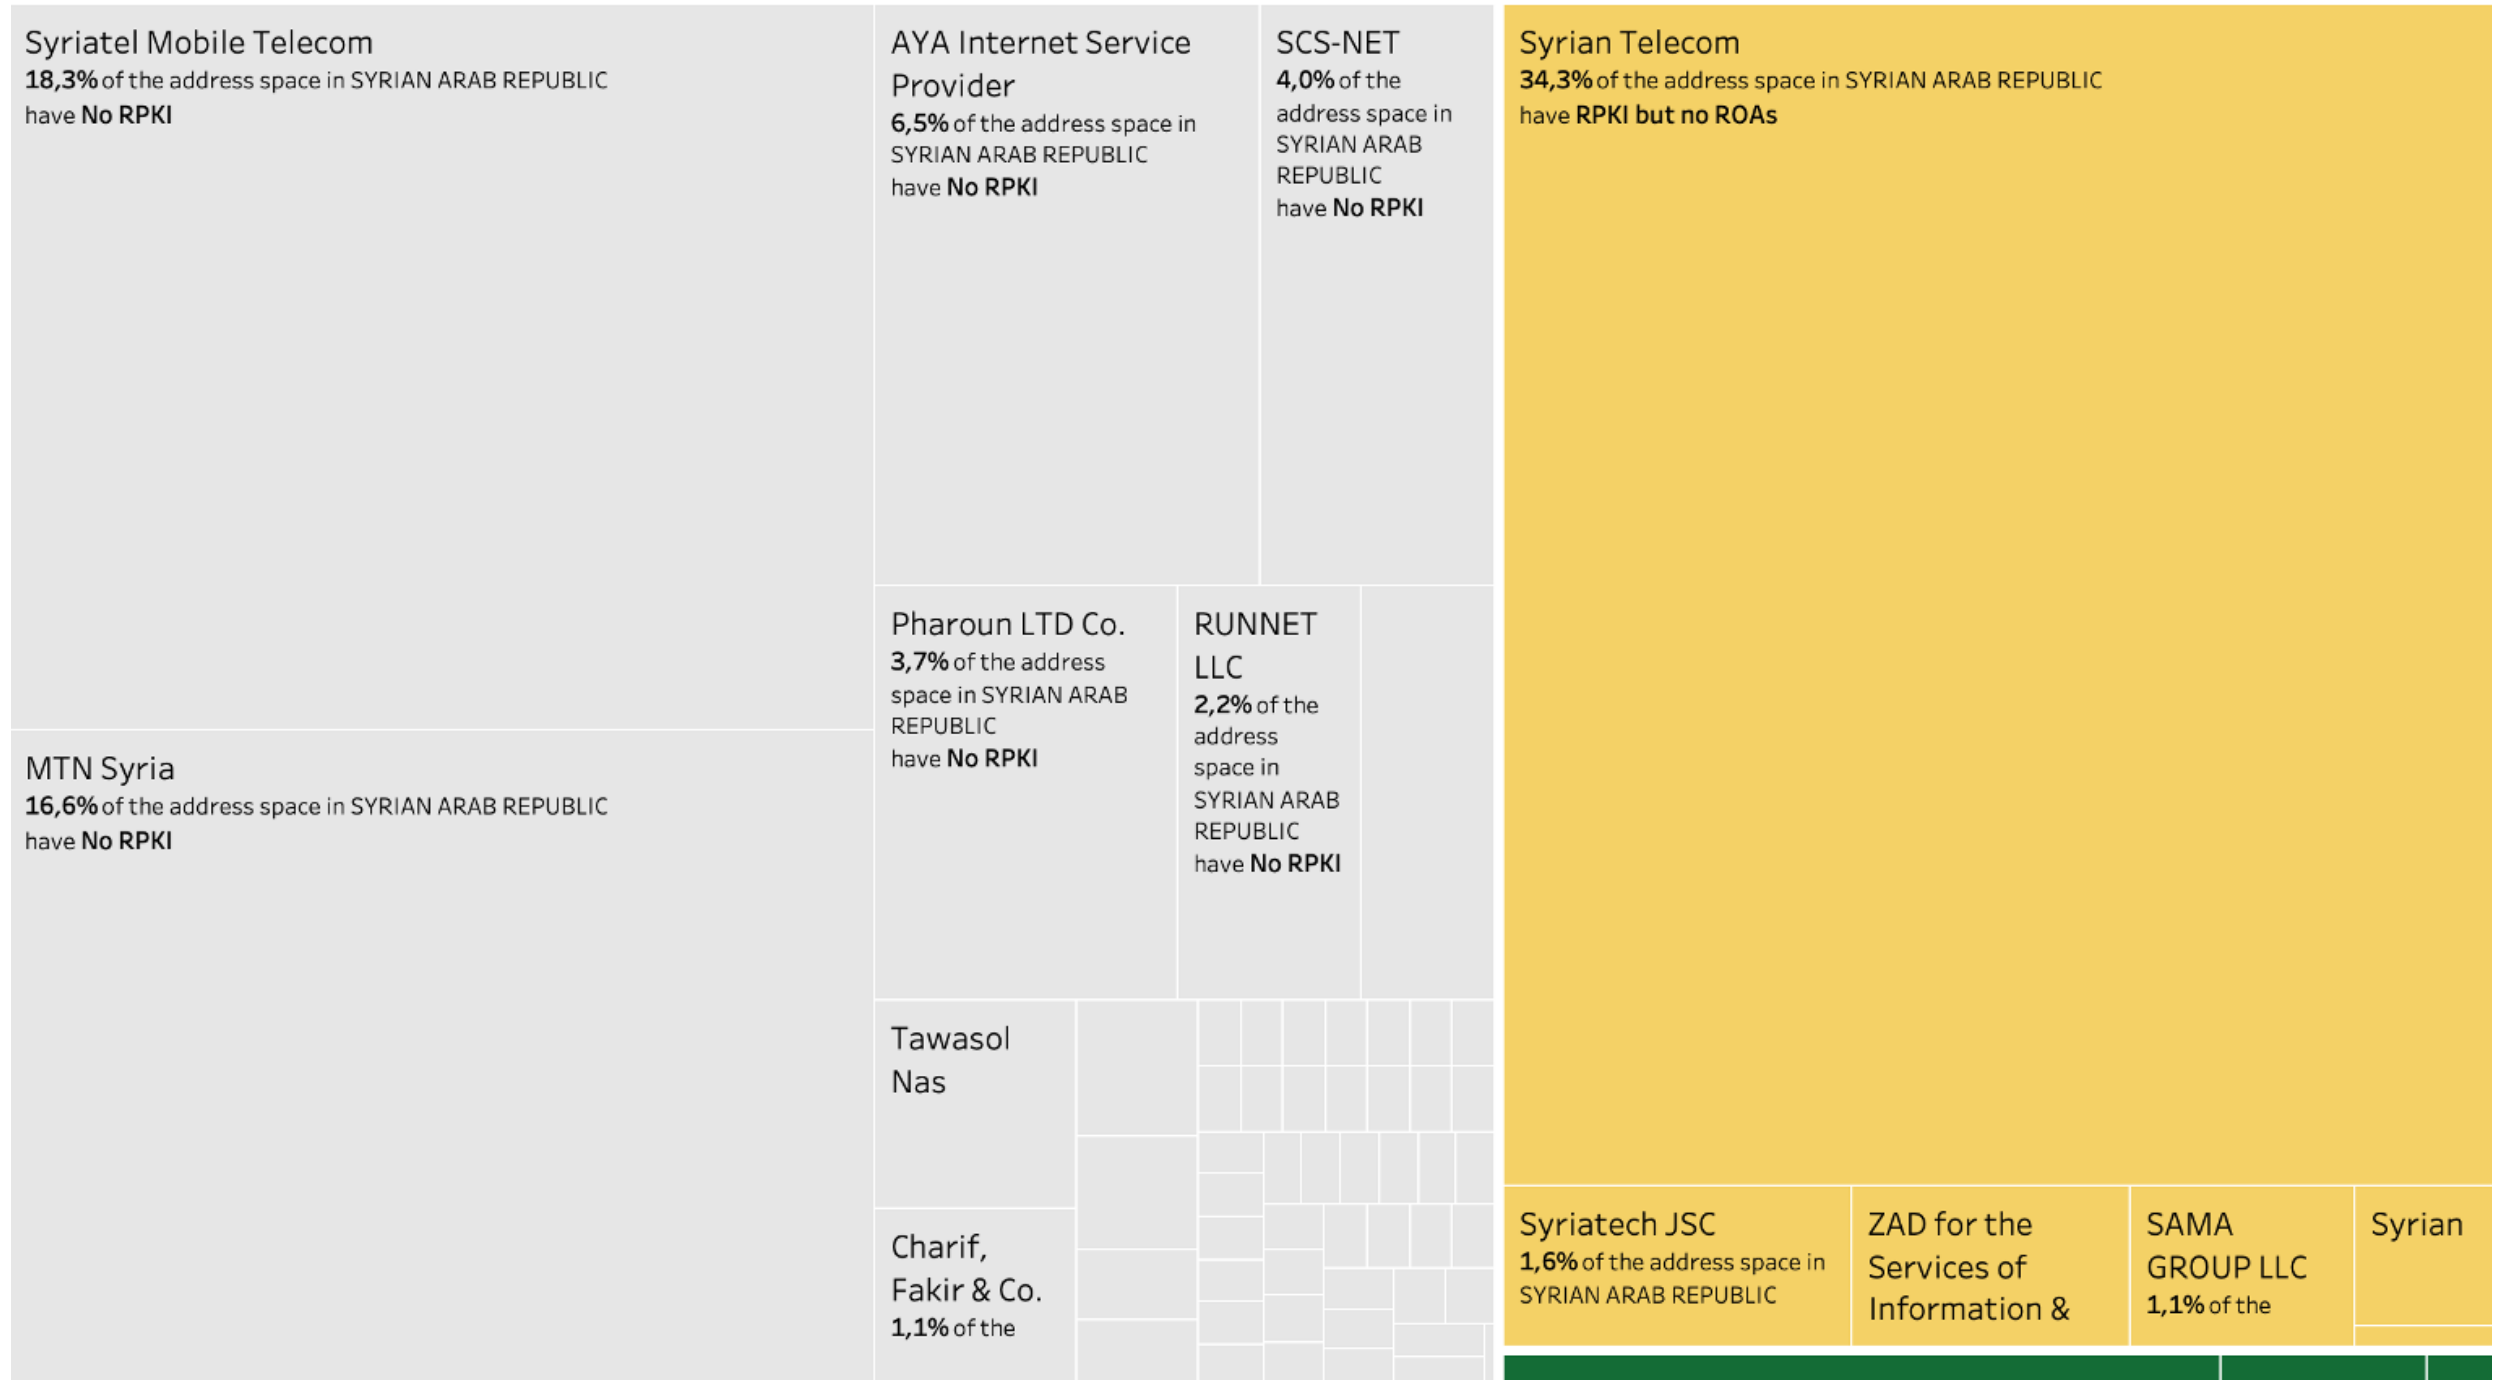 Syriatel Mobile Telecom
18,3% of the address space in SYRIAN ARAB REPUBLIC
have No RPKI
MTN Syria
16,6% of the address space in SYRIAN ARAB REPUBLIC
have No RPKI
AYA Internet Service
Provider
6,5% of the address space in
SYRIAN ARAB REPUBLIC
have No RPKI
SCS-NET
4,0% of the
address space in
SYRIAN ARAB
REPUBLIC
have No RPKI
Pharoun LTD Co.
3,7% of the address
space in SYRIAN ARAB
REPUBLIC
have No RPKI
RUNNET
LLC
2,2% of the
address
space in
SYRIAN ARAB
REPUBLIC
have No RPKI
Tawasol
Nas
Charif,
Fakir & Co.
1,1% of the
Syrian Telecom
34,3% of the address space in SYRIAN ARAB REPUBLIC
have RPKI but no ROAs
Syriatech JSC
1,6% of the address space in
SYRIAN ARAB REPUBLIC
ZAD for the
Services of
Information &
SAMA
GROUP LLC
1,1% of the
Syrian